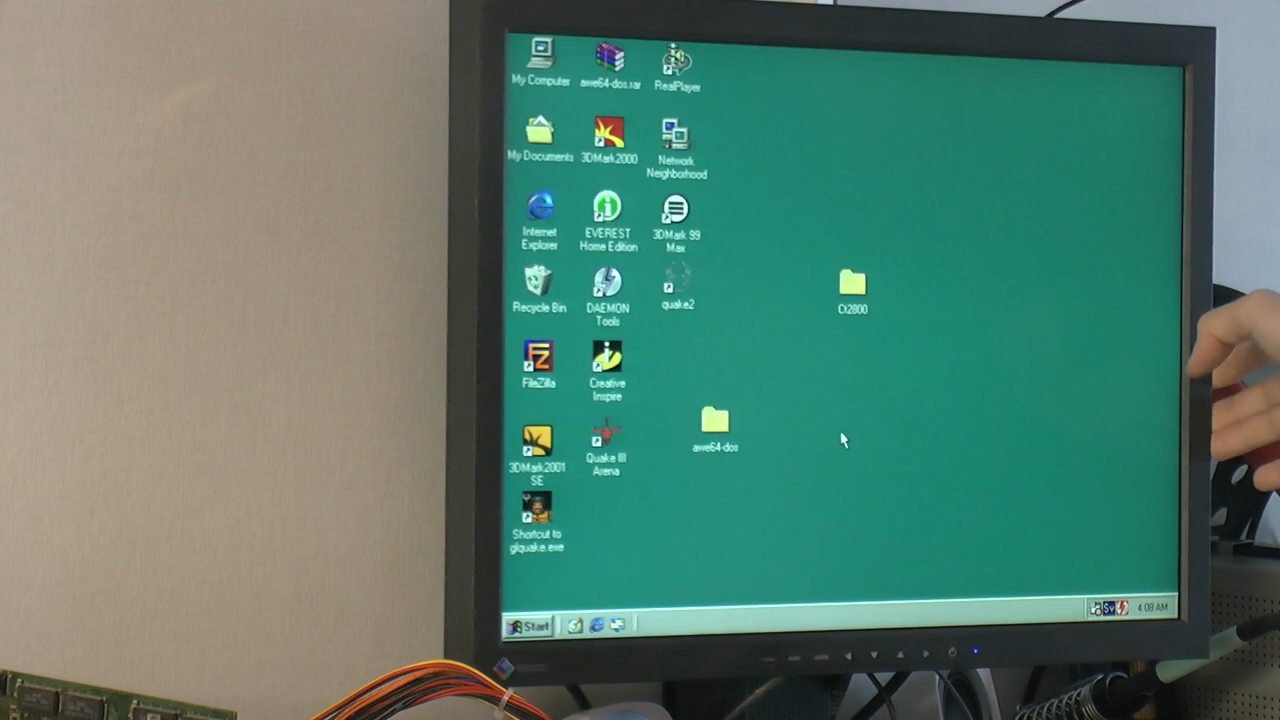 My Computer
awe64-dos.rar
RealPlayer
My Documents
3DMark2000
Network
Neighborhood
Internet
Explorer
EVEREST
Home Edition
3DMark 99
Max
Recycle Bin
DAEMON
Tools
quake2
Ct2800
FileZilla
Creative
Inspire
3DMark2001
SE
Quake III
Arena
awe64-dos
Shortcut to
glquake.exe
Start
4:08 AM